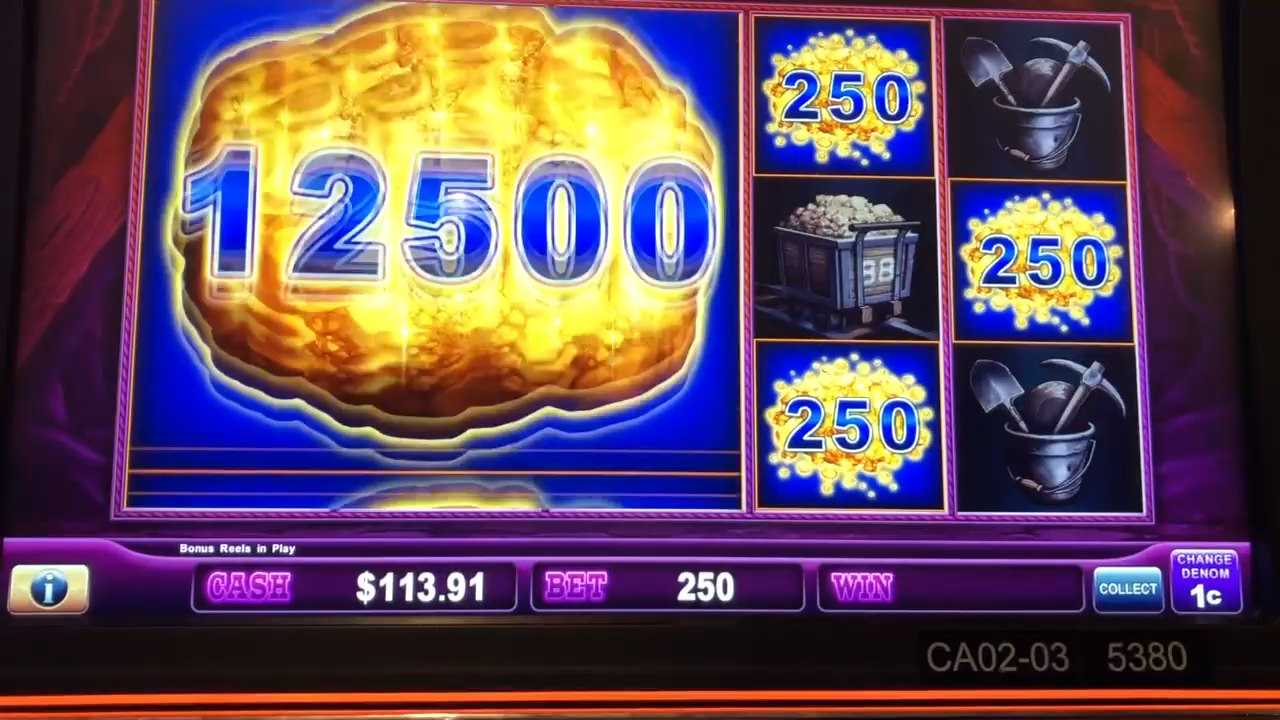 12500
250
250
58
250
Bonus Reels in Play
CASH $113.91 BET 250 WIN
COLLECT
CHANGE
DENOM
1c
CA02-03 5380